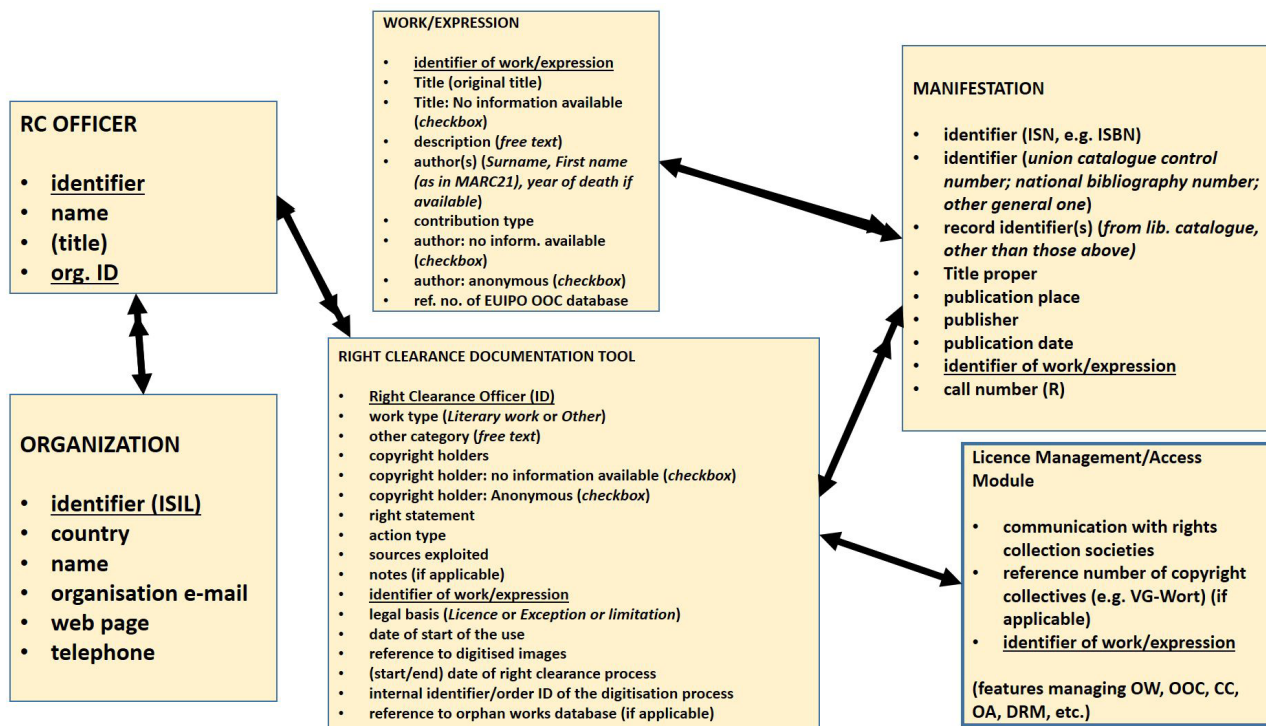 WORK/EXPRESSION
• identifier of work/expression
• Title (original title)
• Title: No information available
(checkbox)
• description (free text)
• author(s) (Surname, First name
(as in MARC21), year of death if
available)
• contribution type
• author: no inform. available
(checkbox)
• author: anonymous (checkbox)
• ref. no. of EUIPO OOC database
MANIFESTATION
• identifier (ISN, e.g. ISBN)
• identifier (union catalogue control
number; national bibliography number;
other general one)
• record identifier(s) (from lib. catalogue,
other than those above)
• Title proper
• publication place
• publisher
• publication date
• identifier of work/expression
• call number (R)
RC OFFICER
• identifier
• name
• (title)
• org. ID
RIGHT CLEARANCE DOCUMENTATION TOOL
• Right Clearance Officer (ID)
• work type (Literary work or Other)
• other category (free text)
• copyright holders
• copyright holder: no information available (checkbox)
• copyright holder: Anonymous (checkbox)
• right statement
• action type
• sources exploited
• notes (if applicable)
• identifier of work/expression
• legal basis (Licence or Exception or limitation)
• date of start of the use
• reference to digitised images
• (start/end) date of right clearance process
• internal identifier/order ID of the digitisation process
• reference to orphan works database (if applicable)
ORGANIZATION
• identifier (ISIL)
• country
• name
• organisation e-mail
• web page
• telephone
Licence Management/Access
Module
• communication with rights
collection societies
• reference number of copyright
collectives (e.g. VG-Wort) (if
applicable)
• identifier of work/expression
(features managing OW, OOC, CC,
OA, DRM, etc.)